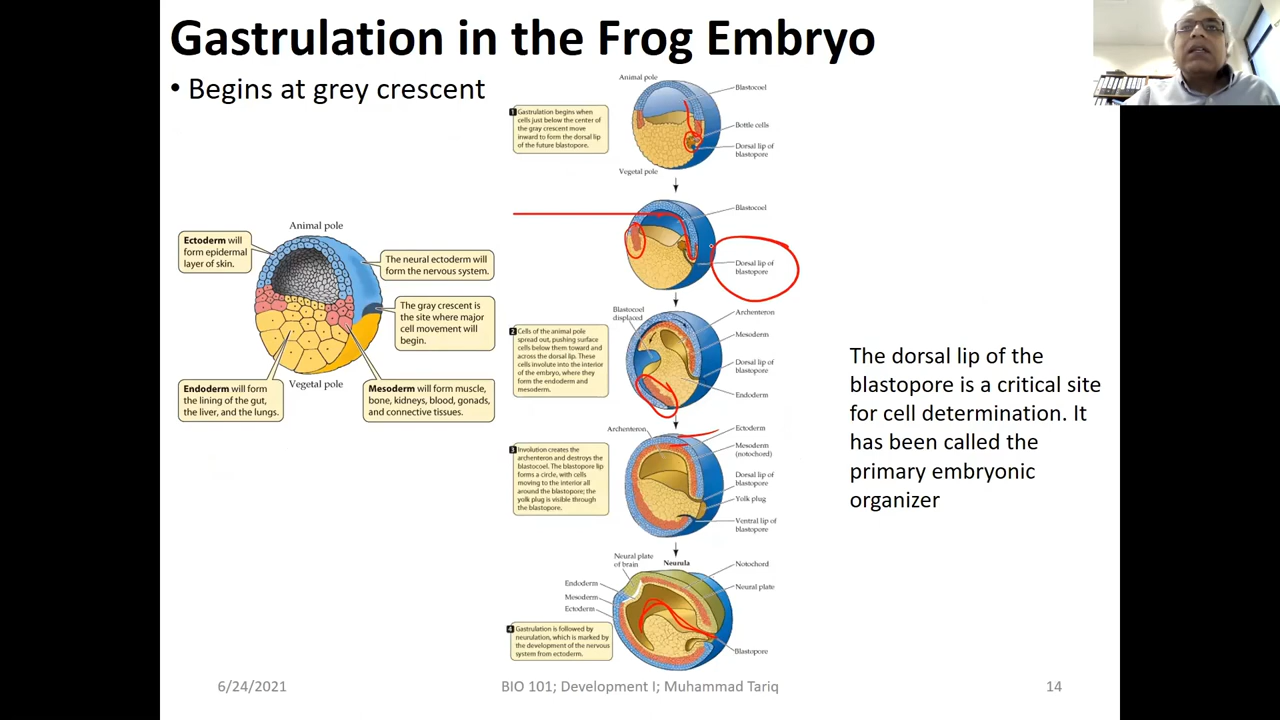 Gastrulation in the Frog Embryo
• Begins at grey crescent
Animal pole
Ectoderm will
form epidermal
layer of skin.
The neural ectoderm will
form the nervous system.
The gray crescent is
the site where major
cell movement will
begin.
Vegetal pole
Endoderm will form
the lining of the gut,
the liver, and the lungs.
Mesoderm will form muscle,
bone, kidneys, blood, gonads,
and connective tissues.
Animal pole
Blastocoel
1 Gastrulation begins when
cells just below the center of
the gray crescent move
inward to form the dorsal lip
of the future blastopore.
Bottle cells
Dorsal lip of
blastopore
Vegetal pole
Blastocoel
Dorsal lip of
blastopore
Blastocoel
displaced
Archenteron
Mesoderm
2 Cells of the animal pole
spread out, pushing surface
cells below them toward and
across the dorsal lip. These
cells involute into the interior
of the embryo, where they
form the endoderm and
mesoderm.
Dorsal lip of
blastopore
Endoderm
Archenteron
Ectoderm
Mesoderm
(notochord)
3 Involution creates the
archenteron and destroys the
blastocoel. The blastopore lip
forms a circle, with cells
moving to the interior all
around the blastopore; the
yolk plug is visible through
the blastopore.
Dorsal lip of
blastopore
Yolk plug
Ventral lip of
blastopore
Neural plate
of brain
Neurula
Notochord
Endoderm
Mesoderm
Ectoderm
Neural plate
4 Gastrulation is followed by
neurulation, which is marked by
the development of the nervous
system from ectoderm.
Blastopore
The dorsal lip of the
blastopore is a critical site
for cell determination. It
has been called the
primary embryonic
organizer
6/24/2021
BIO 101; Development I; Muhammad Tariq
14